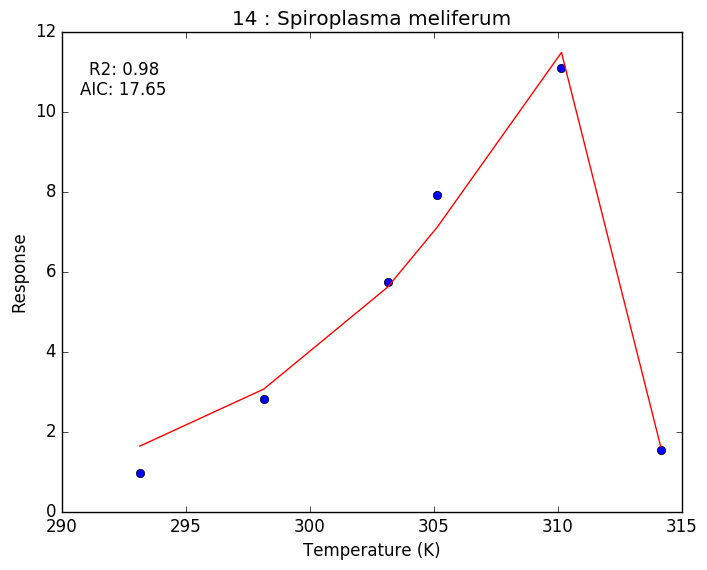 14 : Spiroplasma meliferum
R2: 0.98
AIC: 17.65
12
10
8
6
4
2
0
Response
290
295
300
305
310
315
Temperature (K)